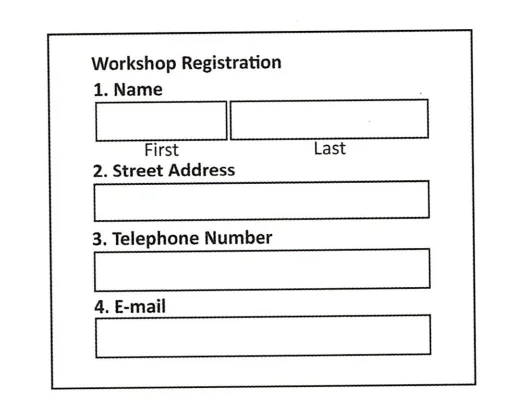 Workshop Registration
1. Name
First Last
2. Street Address
3. Telephone Number
4. E-mail